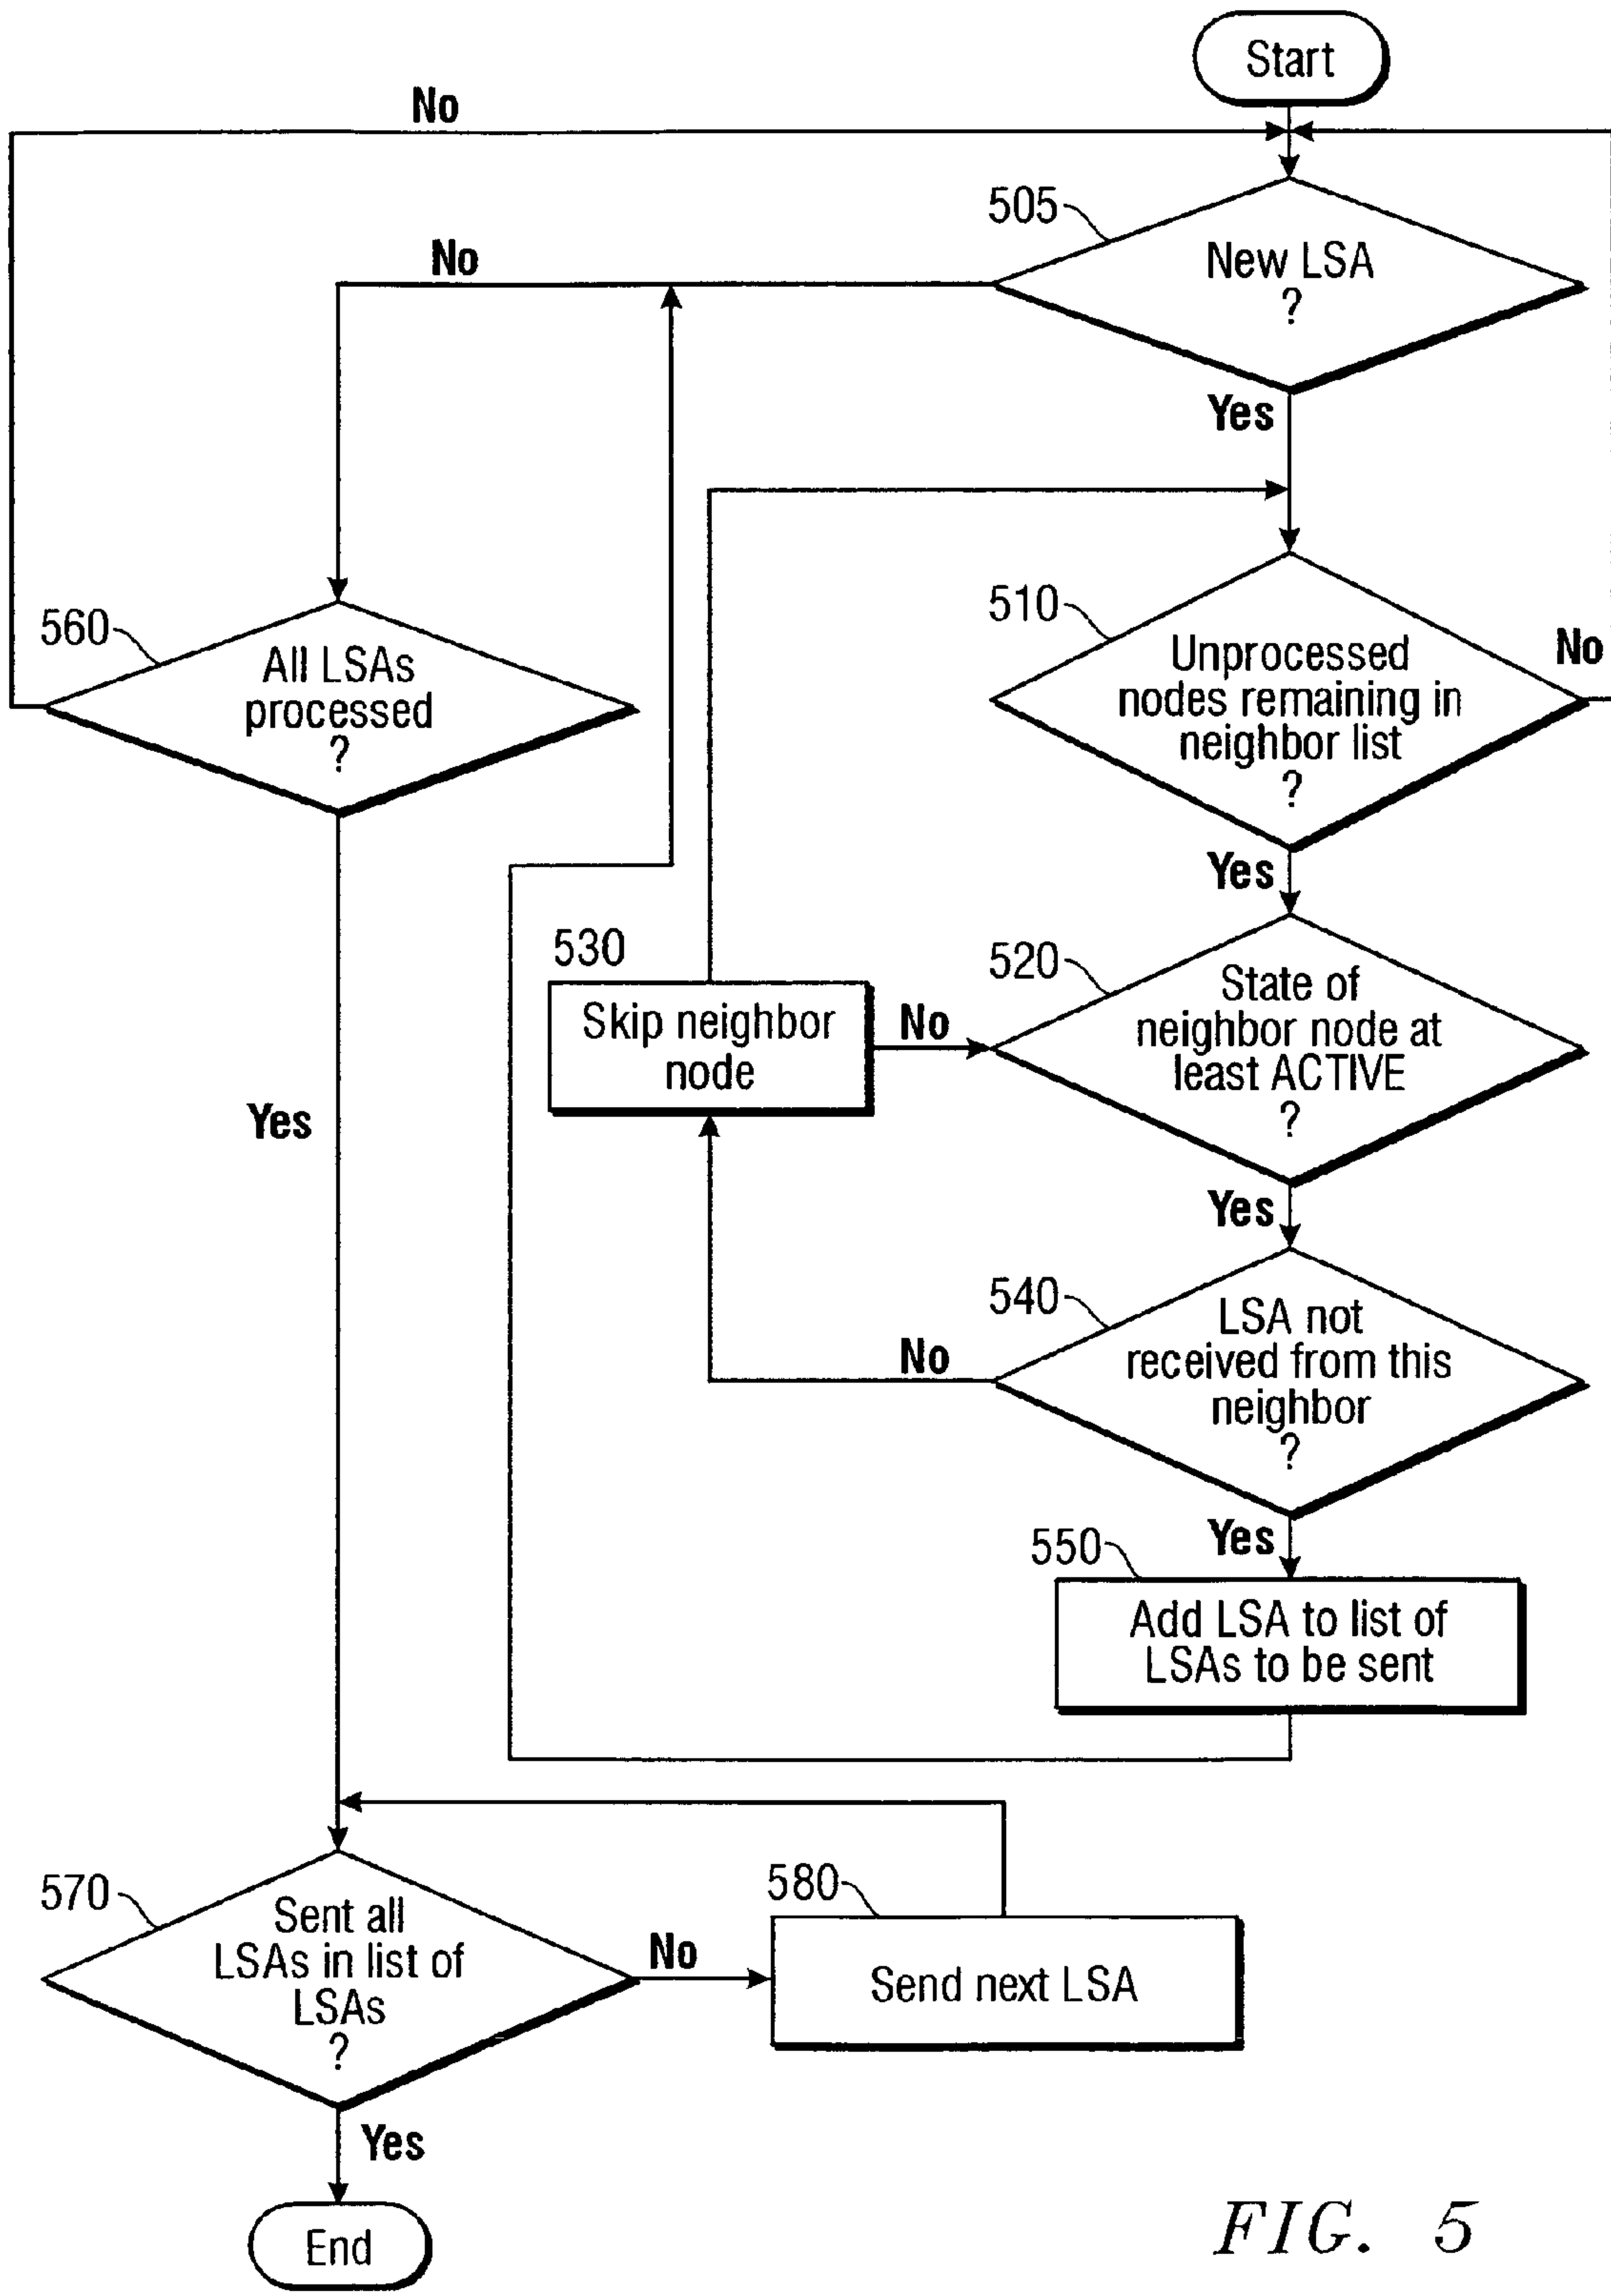 Start
No
505
New LSA
?
No
Yes
560
All LSAs
processed
?
510
Unprocessed
nodes remaining in
neighbor list
?
No
Yes
530
Skip neighbor
node
No
520
State of
neighbor node at
least ACTIVE
?
Yes
Yes
540
LSA not
received from this
neighbor
?
No
Yes
550
Add LSA to list of
LSAs to be sent
570
Sent all
LSAs in list of
LSAs
?
No
580
Send next LSA
Yes
End
FIG. 5